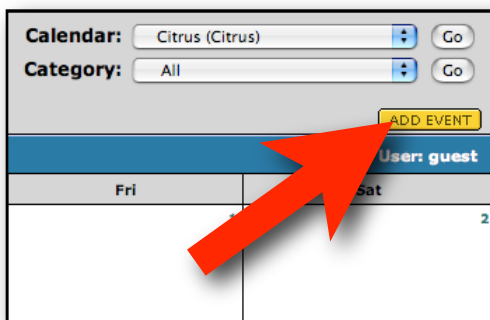 Calendar: Citrus (Citrus) Go
Category: All Go
ADD EVENT
User: guest
Fri Sat
1 2